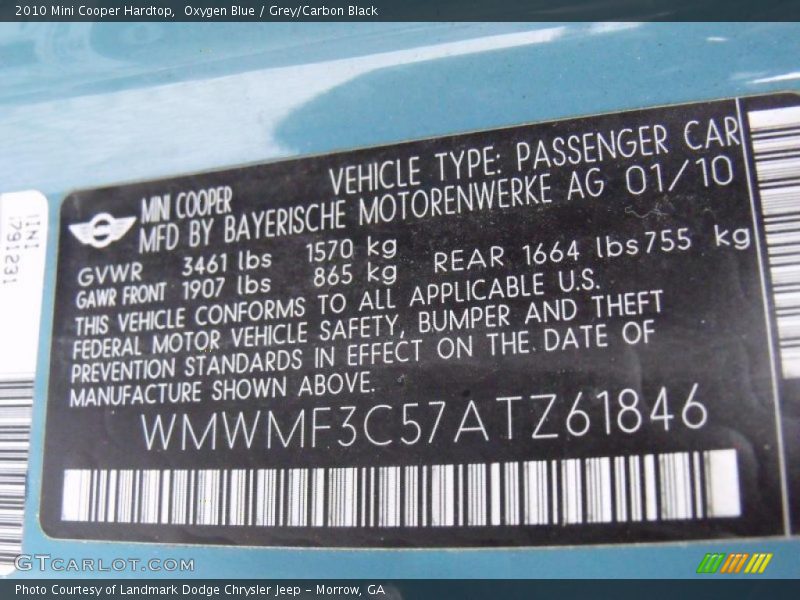 2010 Mini Cooper Hardtop,  Oxygen Blue / Grey/Carbon Black
VEHICLE TYPE: PASSENGER CAR
MINI COOPER
MFD BY BAYERISCHE MOTORENWERKE AG 01/10
GVWR 3461 lbs 1570 kg
GAWR FRONT 1907 lbs 865 kg REAR 1664 lbs 755 kg
THIS VEHICLE CONFORMS TO ALL APPLICABLE U.S.
FEDERAL MOTOR VEHICLE SAFETY, BUMPER AND THEFT
PREVENTION STANDARDS IN EFFECT ON THE DATE OF
MANUFACTURE SHOWN ABOVE.
WMWMF3C57ATZ61846
GTCARLOT.COM
Photo Courtesy of Landmark Dodge Chrysler Jeep – Morrow, GA